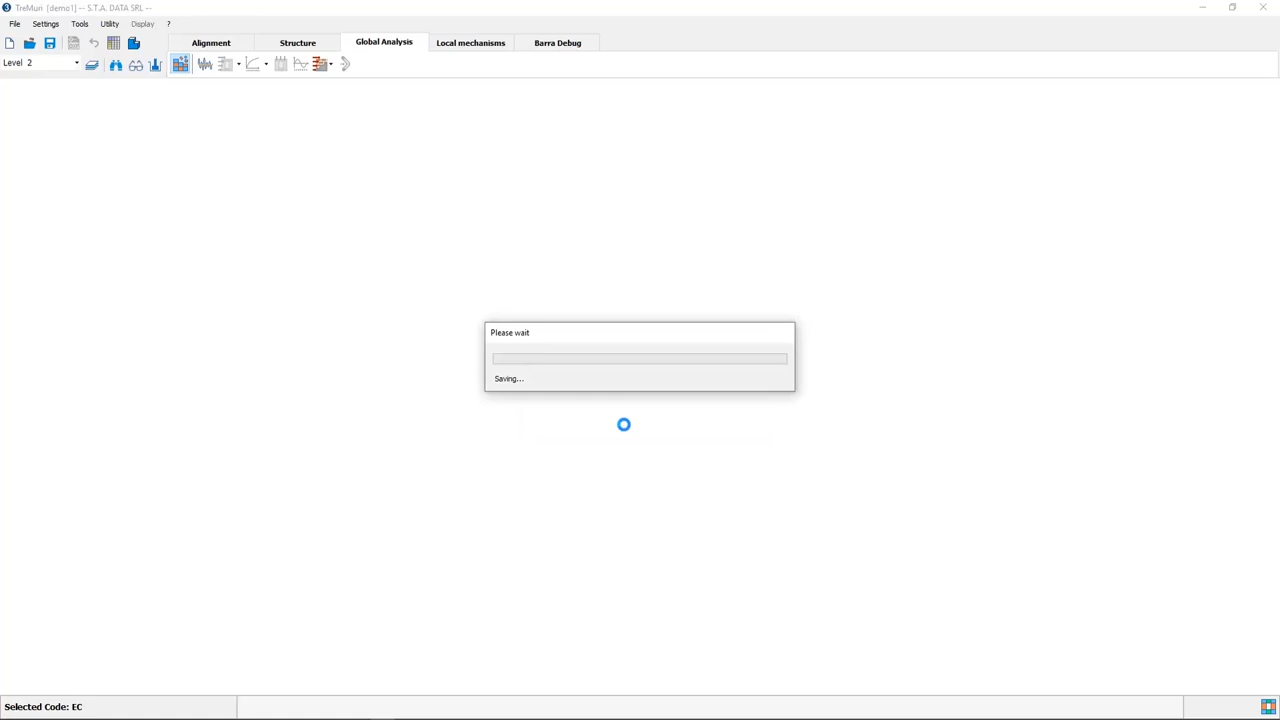 TreMuri [demo1] -- S.T.A. DATA SRL --
File Settings Tools Utility Display ?
Alignment Structure Global Analysis Local mechanisms Barra Debug
Level 2
Please wait
Saving...
Selected Code: EC